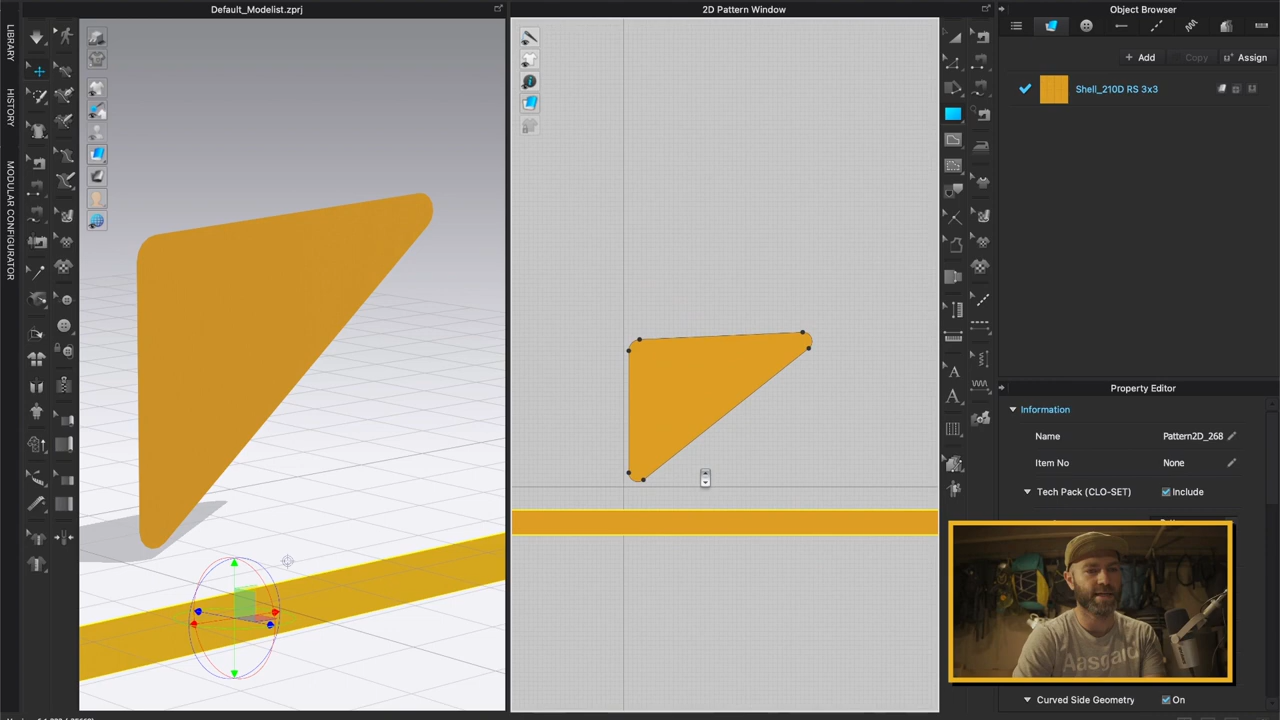 Default_Modelist.zprj
2D Pattern Window
Object Browser
LIBRARY
HISTORY
MODULAR CONFIGURATOR
+ Add
Copy
Assign
Shell_210D RS 3x3
Property Editor
Information
Name
Pattern2D_268
Item No
None
Tech Pack (CLO-SET)
Include
Aasgard
Curved Side Geometry
On